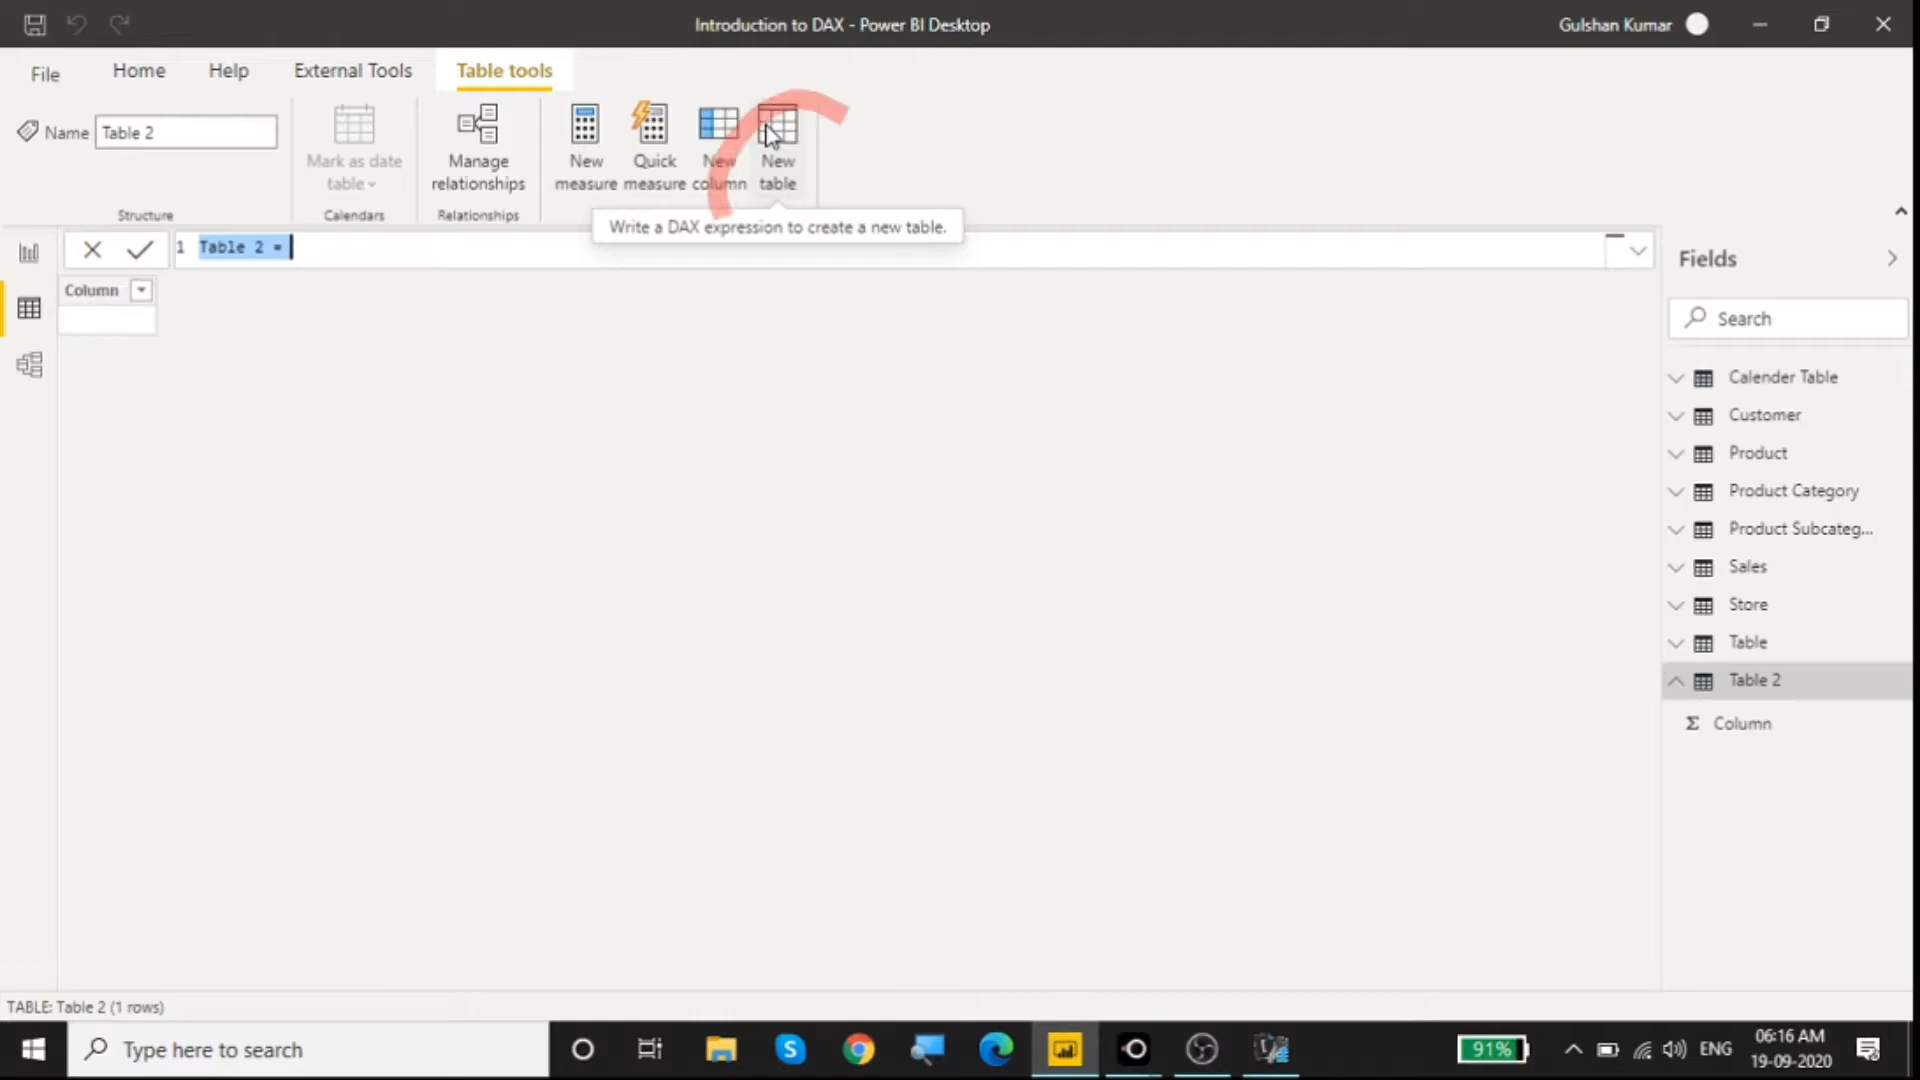 Introduction to DAX - Power BI Desktop
Gulshan Kumar
File
Home
Help
External Tools
Table tools
Name
Table 2
Mark as date
table
Manage
relationships
New
measure
Quick
measure
New
column
New
table
Structure
Calendars
Relationships
Write a DAX expression to create a new table.
1 Table 2 =
Column
Fields
Search
Calender Table
Customer
Product
Product Category
Product Subcateg...
Sales
Store
Table
Table 2
Σ Column
TABLE: Table 2 (1 rows)
Type here to search
91%
ENG
06:16 AM
19-09-2020